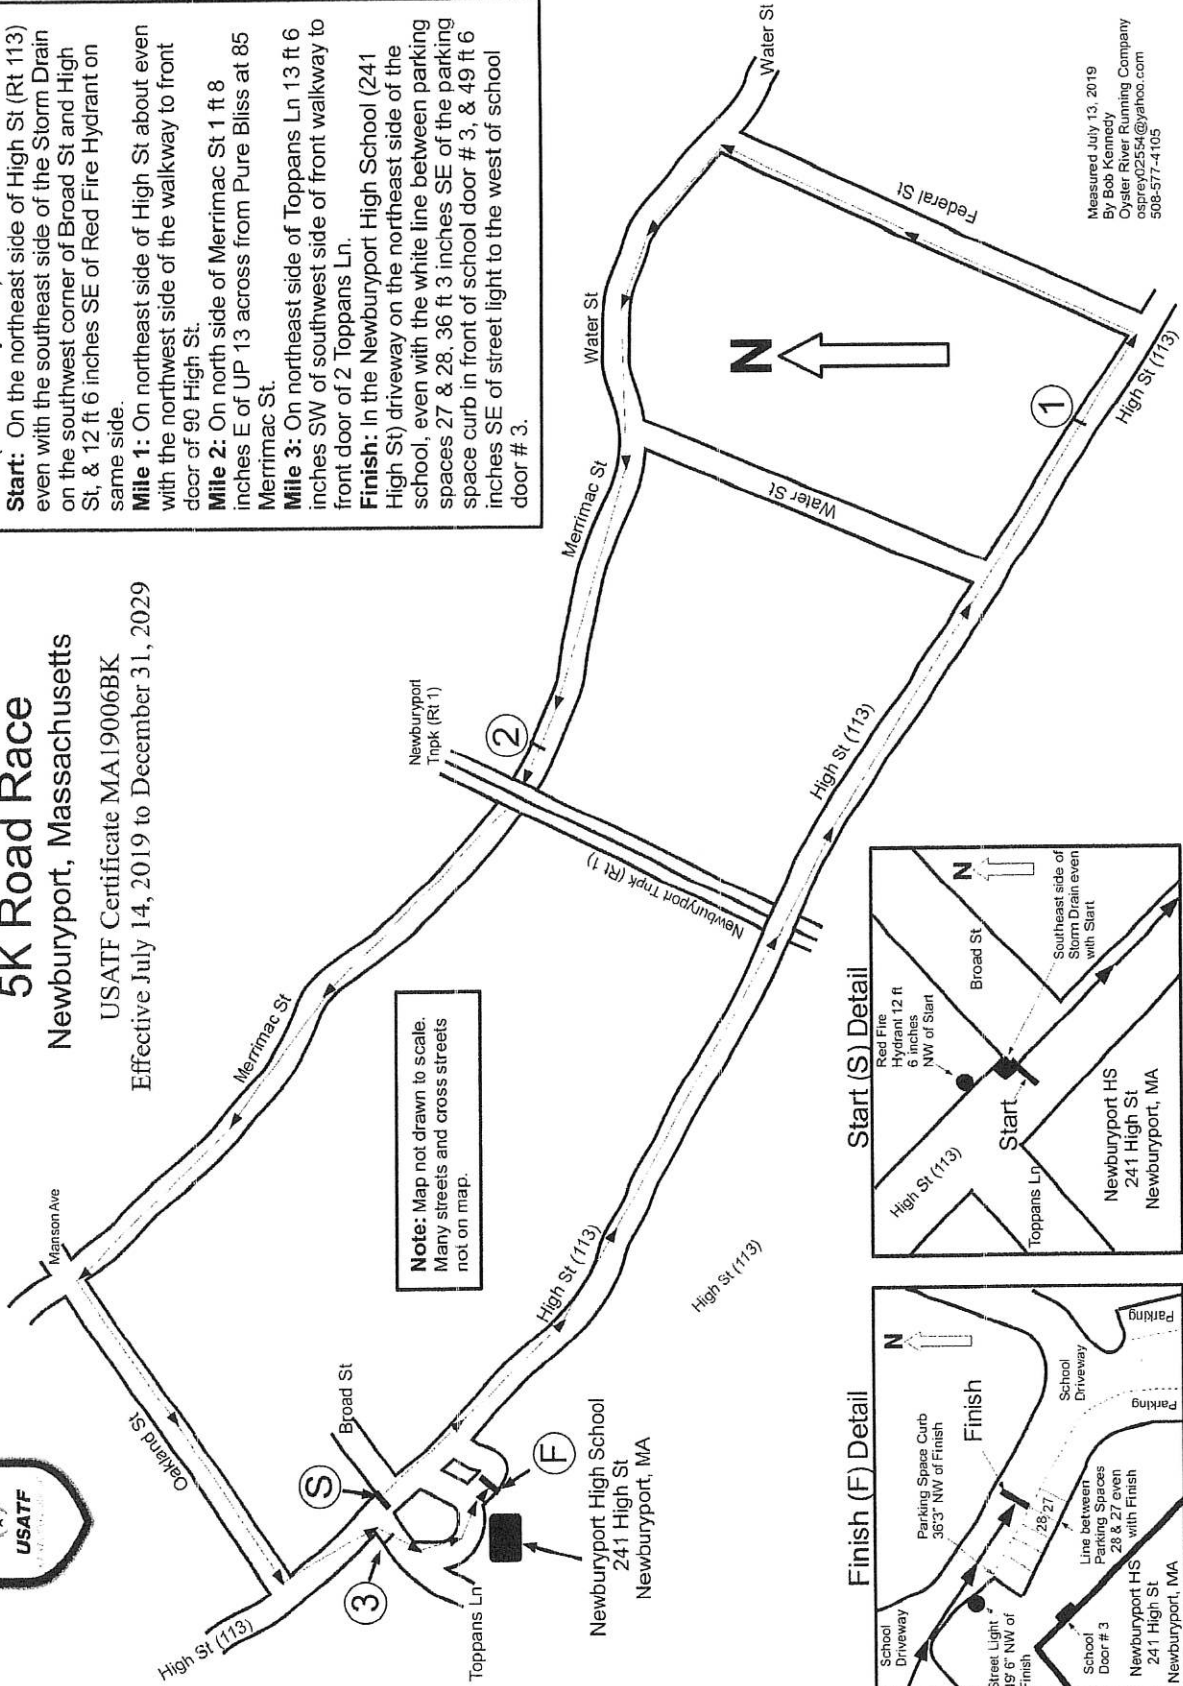 5K Road Race
Newburyport, Massachusetts
USATF Certificate MA19006BK
Effective July 14, 2019 to December 31, 2029
USATF
Start: On the northeast side of High St (Rt 113)
even with the southeast side of the Storm Drain
on the southwest corner of Broad St and High
St, & 12 ft 6 inches SE of Red Fire Hydrant on
same side.
Mile 1: On northeast side of High St about even
with the northwest side of the walkway to front
door of 90 High St.
Mile 2: On north side of Merrimac St 1 ft 8
inches E of UP 13 across from Pure Bliss at 85
Merrimac St.
Mile 3: On northeast side of Toppans Ln 13 ft 6
inches SW of southwest side of front walkway to
front door of 2 Toppans Ln.
Finish: In the Newburyport High School (241
High St) driveway on the northeast side of the
school, even with the white line between parking
spaces 27 & 28, 36 ft 3 inches SE of the parking
space curb in front of school door # 3, & 49 ft 6
inches SE of street light to the west of school
door # 3.
Manson Ave
Merrimac St
Oakland St
Newburyport
Tnpk (Rt 1)
2
Merrimac St
Water St
Water St
Newburyport Tnpk (Rt 1)
Water St
Federal St
N
Note: Map not drawn to scale.
Many streets and cross streets
not on map.
High St (113)
Broad St
S
3
F
Toppans Ln
Newburyport High School
241 High St
Newburyport, MA
High St (113)
High St (113)
High St (113)
1
High St (113)
Measured July 13, 2019
By Bob Kennedy
Oyster River Running Company
osprey02554@yahoo.com
508-577-4105
Finish (F) Detail
N
School
Driveway
Parking Space Curb
36'3" NW of Finish
Finish
School
Driveway
Parking
Parking
28
27
Street Light
49' 6" NW of
Finish
Line between
Parking Spaces
28 & 27 even
with Finish
School
Door # 3
Newburyport HS
241 High St
Newburyport, MA
Start (S) Detail
N
Red Fire
Hydrant 12 ft
6 inches
NW of Start
Broad St
High St (113)
Start
Southeast side of
Storm Drain even
with Start
Toppans Ln
Newburyport HS
241 High St
Newburyport, MA